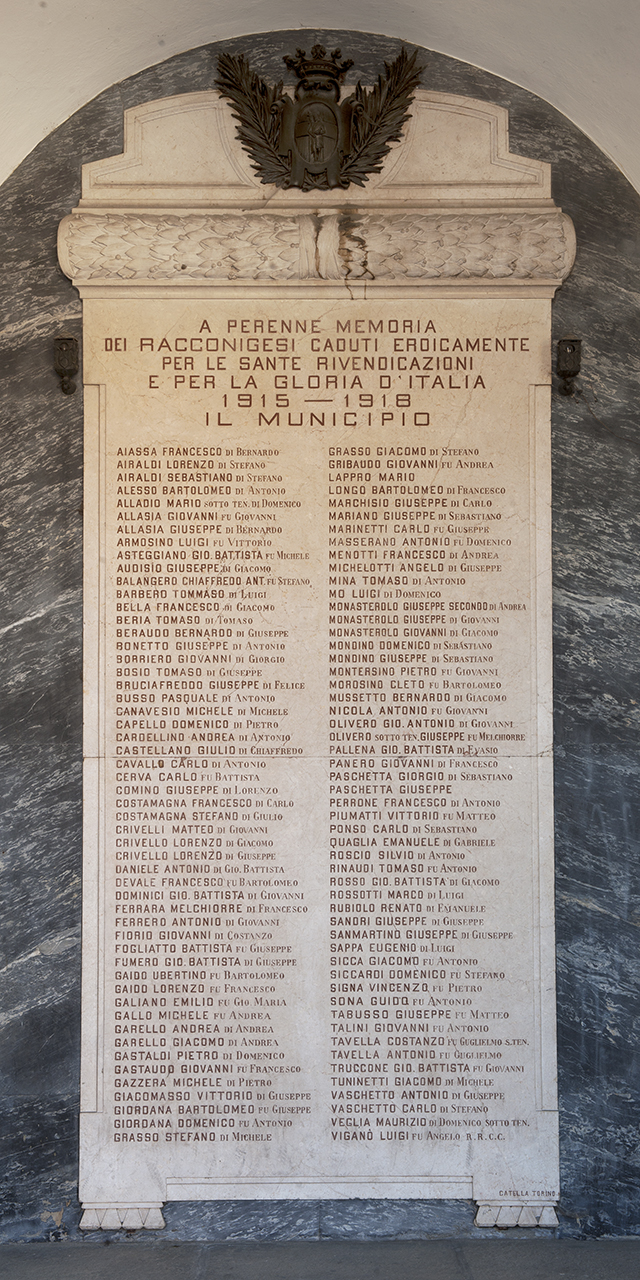 A PERENNE MEMORIA
DEI RACCONIGESI CADUTI EROICAMENTE
PER LE SANTE RIVENDICAZIONI
E PER LA GLORIA D'ITALIA
1915 — 1918
IL MUNICIPIO
AIASSA FRANCESCO DI BERNARDO
AIRALDI LORENZO DI STEFANO
AIRALDI SEBASTIANO DI STEFANO
ALESSO BARTOLOMEO DI ANTONIO
ALLADIO MARIO SOTTO TEN. DI DOMENICO
ALLASIA GIOVANNI FU GIOVANNI
ALLASIA GIUSEPPE DI BERNARDO
ARMOSINO LUIGI FU VITTORIO
ASTEGGIANO GIO. BATTISTA FU MICHELE
AUDISIO GIUSEPPE DI GIACOMO
BALANGERO CHIAFFREDO ANT. FU STEFANO
BARBERO TOMMASO DI LUIGI
BELLA FRANCESCO DI GIACOMO
BERIA TOMASO DI TOMASO
BERAUDO BERNARDO DI GIUSEPPE
BONETTO GIUSEPPE DI ANTONIO
BORRIERO GIOVANNI DI GIORGIO
BOSIO TOMASO DI GIUSEPPE
BRUCIAFREDDO GIUSEPPE DI FELICE
BUSSO PASQUALE DI ANTONIO
CANAVESIO MICHELE DI MICHELE
CAPELLO DOMENICO DI PIETRO
CARDELLINO ANDREA DI ANTONIO
CASTELLANO GIULIO DI CHIAFFREDO
CAVALLO CARLO DI ANTONIO
CERVA CARLO FU BATTISTA
COMINO GIUSEPPE DI LORENZO
COSTAMAGNA FRANCESCO DI CARLO
COSTAMAGNA STEFANO DI GIULIO
CRIVELLI MATTEO DI GIOVANNI
CRIVELLO LORENZO DI GIACOMO
CRIVELLO LORENZO DI GIUSEPPE
DANIELE ANTONIO DI GIO. BATTISTA
DEVALE FRANCESCO FU BARTOLOMEO
DOMINICI GIO. BATTISTA DI GIOVANNI
FERRARA MELCHIORRE DI FRANCESCO
FERRERO ANTONIO DI GIOVANNI
FIORIO GIOVANNI DI COSTANZO
FOGLIATTO BATTISTA FU GIUSEPPE
FUMERO GIO. BATTISTA DI GIUSEPPE
GAIDO UBERTINO FU BARTOLOMEO
GAIDO LORENZO FU FRANCESCO
GALIANO EMILIO FU GIO MARIA
GALLO MICHELE FU ANDREA
GARELLO ANDREA DI ANDREA
GARELLO GIACOMO DI ANDREA
GASTALDI PIETRO DI DOMENICO
GASTAUDO GIOVANNI FU FRANCESCO
GAZZERA MICHELE DI PIETRO
GIACOMASSO VITTORIO DI GIUSEPPE
GIORDANA BARTOLOMEO FU GIUSEPPE
GIORDANA DOMENICO FU ANTONIO
GRASSO STEFANO DI MICHELE
GRASSO GIACOMO DI STEFANO
GRIBAUDO GIOVANNI FU ANDREA
LAPPRO MARIO
LONGO BARTOLOMEO DI FRANCESCO
MARCHISIO GIUSEPPE DI CARLO
MARIANO GIUSEPPE DI SEBASTIANO
MARINETTI CARLO FU GIUSEPPE
MASSERANO ANTONIO FU DOMENICO
MENOTTI FRANCESCO DI ANDREA
MICHELOTTI ANGELO DI GIUSEPPE
MINA TOMASO DI ANTONIO
MO LUIGI DI DOMENICO
MONASTEROLO GIUSEPPE SECONDO DI ANDREA
MONASTEROLO GIUSEPPE DI GIOVANNI
MONASTEROLO GIOVANNI DI GIACOMO
MONDINO DOMENICO DI SEBASTIANO
MONDINO GIUSEPPE DI SEBASTIANO
MONTERSINO PIETRO FU GIOVANNI
MOROSINO CLETO FU BARTOLOMEO
MUSSETTO BERNARDO DI GIACOMO
NICOLA ANTONIO FU GIOVANNI
OLIVERO GIO. ANTONIO DI GIOVANNI
OLIVERO SOTTO TEN. GIUSEPPE FU MELCHIORRE
PALLENA GIO. BATTISTA DI EVASIO
PANERO GIOVANNI DI FRANCESCO
PASCHETTA GIORGIO DI SEBASTIANO
PASCHETTA GIUSEPPE
PERRONE FRANCESCO DI ANTONIO
PIUMATTI VITTORIO FU MATTEO
PONSO CARLO DI SEBASTIANO
QUAGLIA EMANUELE DI GABRIELE
ROSCIO SILVIO DI ANTONIO
RINAUDI TOMASO FU ANTONIO
ROSSO GIO. BATTISTA DI GIACOMO
ROSSOTTI MARCO DI LUIGI
RUBIOLO RENATO DI EMANUELE
SANDRI GIUSEPPE DI GIUSEPPE
SANMARTINO GIUSEPPE DI GIUSEPPE
SAPPA EUGENIO DI LUIGI
SICCA GIACOMO FU ANTONIO
SICCARDI DOMENICO FU STEFANO
SIGNA VINCENZO FU PIETRO
SONA GUIDO FU ANTONIO
TABUSSO GIUSEPPE FU MATTEO
TALINI GIOVANNI FU ANTONIO
TAVELLA COSTANZO FU GUGLIELMO S.TEN.
TAVELLA ANTONIO FU GUGLIELMO
TRUCCONE GIO. BATTISTA FU GIOVANNI
TUNINETTI GIACOMO DI MICHELE
VASCHETTO ANTONIO DI GIUSEPPE
VASCHETTO CARLO DI STEFANO
VEGLIA MAURIZIO DI DOMENICO SOTTO TEN.
VIGANÒ LUIGI FU ANGELO R.R.C.C.
CATELLA TORINO